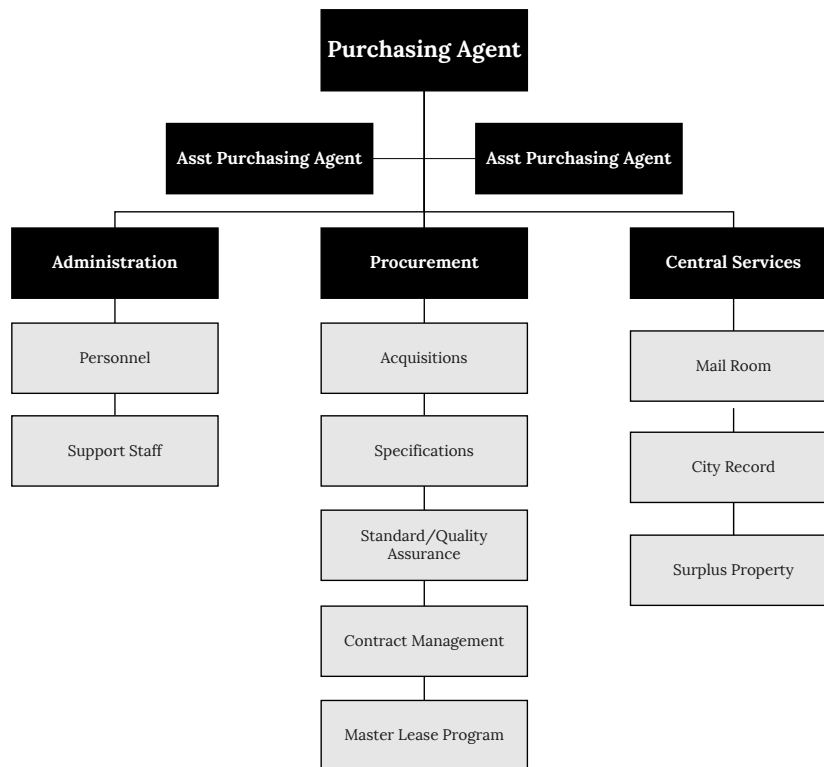 Purchasing Agent
Asst Purchasing Agent
Asst Purchasing Agent
Administration
Procurement
Central Services
Personnel
Support Staff
Acquisitions
Specifications
Standard/Quality
Assurance
Contract Management
Master Lease Program
Mail Room
City Record
Surplus Property